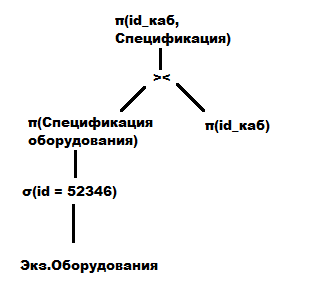 π(id_каб,
Спецификация)
><
π(Спецификация
оборудования)
π(id_каб)
σ(id = 52346)
Экз.Оборудования